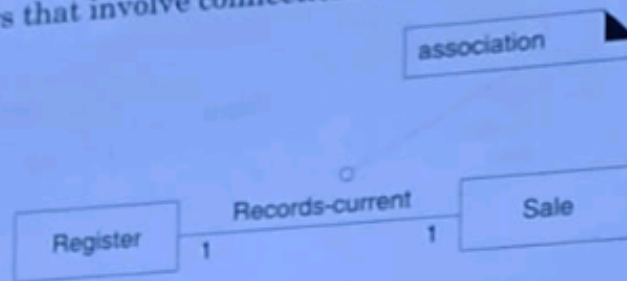 s that involve
association
Records-current
Register
Sale
1
1